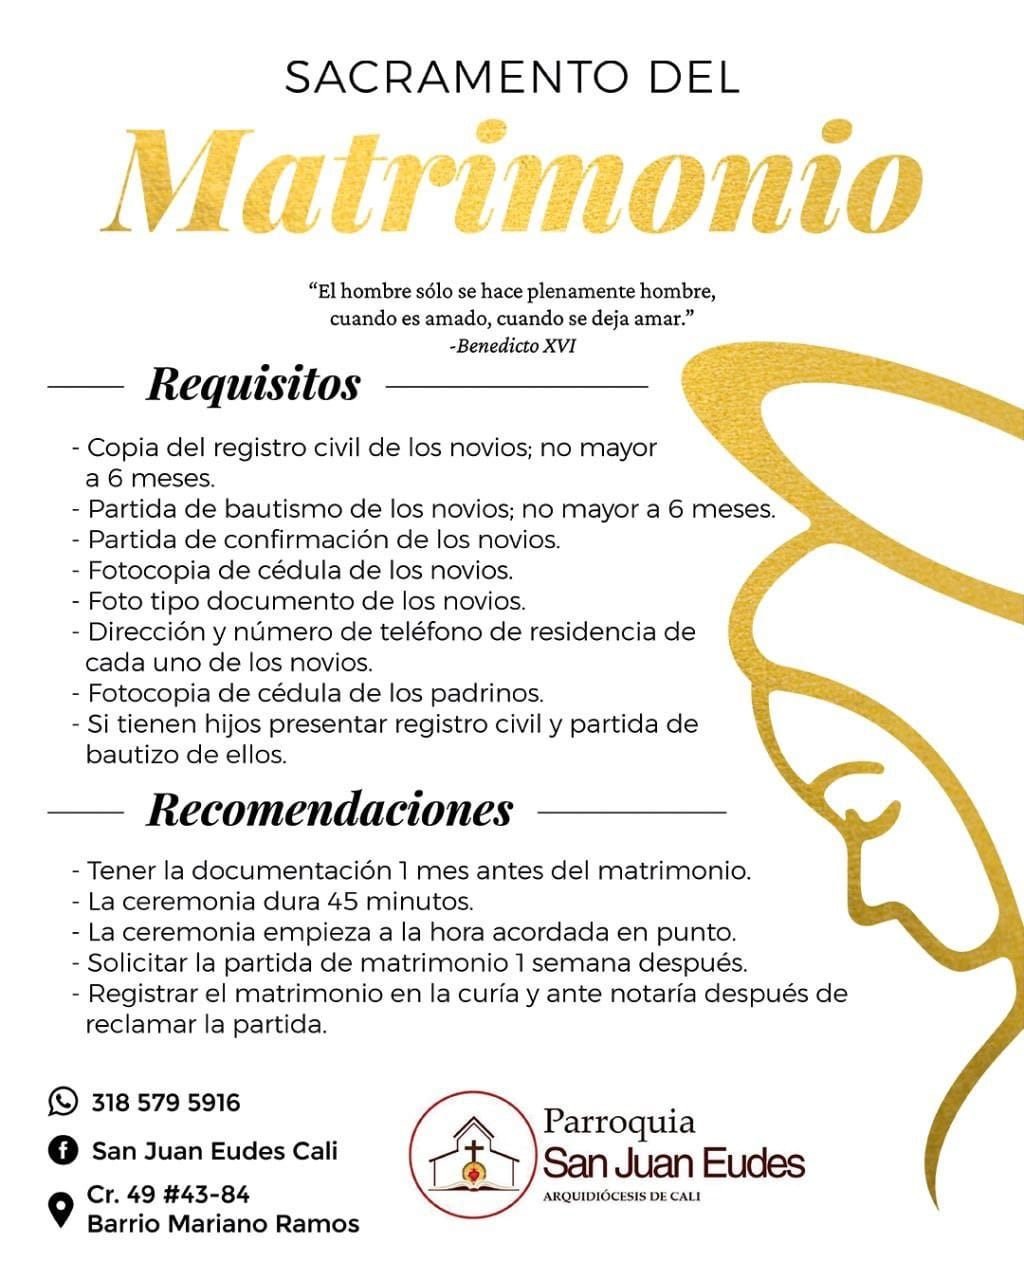 SACRAMENTO DEL
Matrimonio
“El hombre sólo se hace plenamente hombre,
cuando es amado, cuando se deja amar.”
-Benedicto XVI
Requisitos
- Copia del registro civil de los novios; no mayor
a 6 meses.
- Partida de bautismo de los novios; no mayor a 6 meses.
- Partida de confirmación de los novios.
- Fotocopia de cédula de los novios.
- Foto tipo documento de los novios.
- Dirección y número de teléfono de residencia de
cada uno de los novios.
- Fotocopia de cédula de los padrinos.
- Si tienen hijos presentar registro civil y partida de
bautizo de ellos.
Recomendaciones
- Tener la documentación 1 mes antes del matrimonio.
- La ceremonia dura 45 minutos.
- La ceremonia empieza a la hora acordada en punto.
- Solicitar la partida de matrimonio 1 semana después.
- Registrar el matrimonio en la curía y ante notaría después de
reclamar la partida.
318 579 5916
San Juan Eudes Cali
Cr. 49 #43-84
Barrio Mariano Ramos
Parroquia
San Juan Eudes
ARQUIDIÓCESIS DE CALI